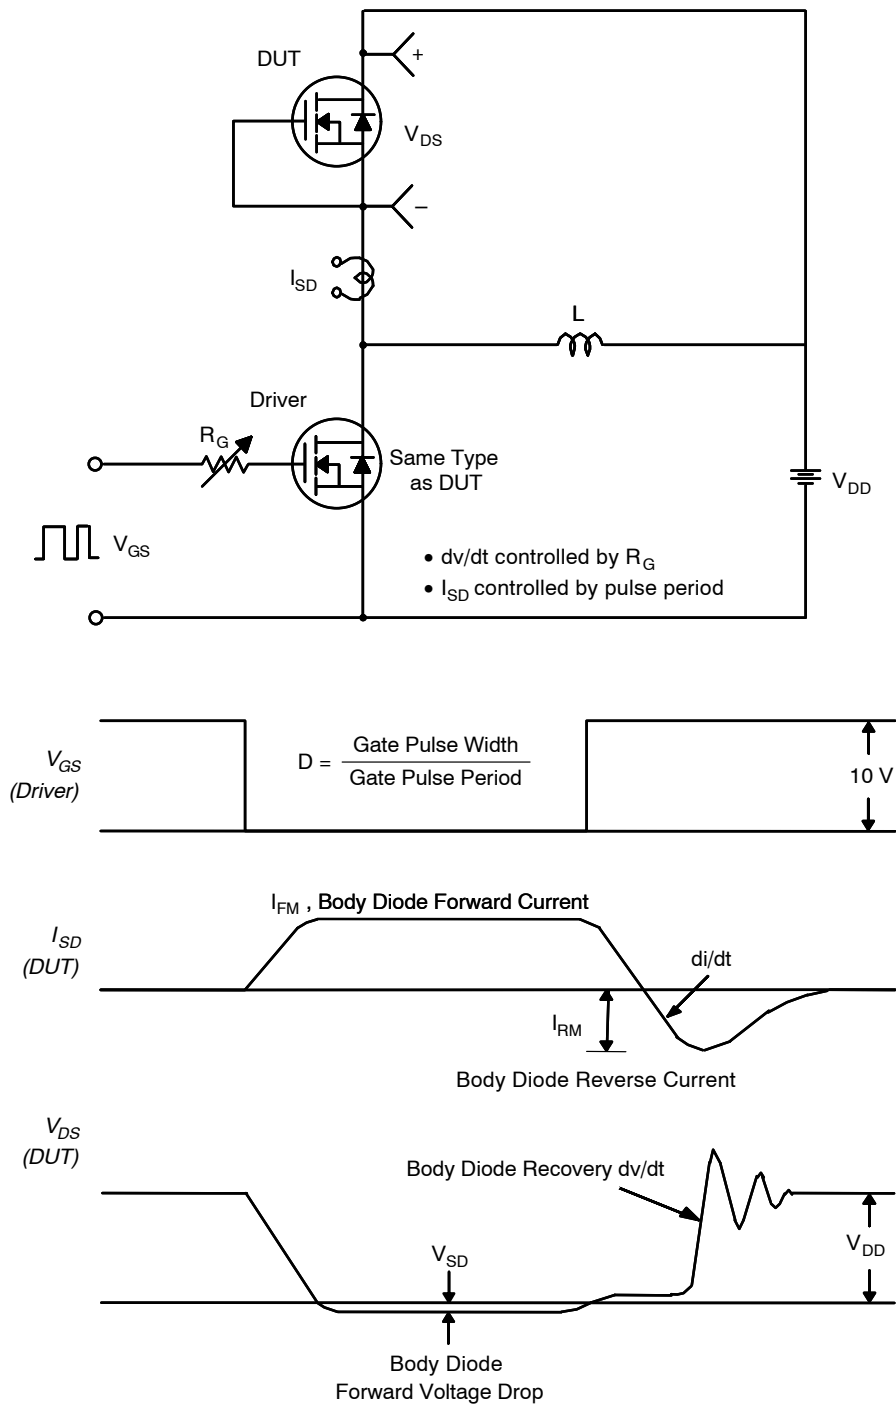 DUT
+
V_DS
–
I_SD
L
Driver
R_G
Same Type
as DUT
V_DD
V_GS
• dv/dt controlled by R_G
• I_SD controlled by pulse period
V_GS
(Driver)
D = Gate Pulse Width
Gate Pulse Period
10 V
I_FM , Body Diode Forward Current
I_SD
(DUT)
di/dt
I_RM
Body Diode Reverse Current
V_DS
(DUT)
Body Diode Recovery dv/dt
V_SD
V_DD
Body Diode
Forward Voltage Drop